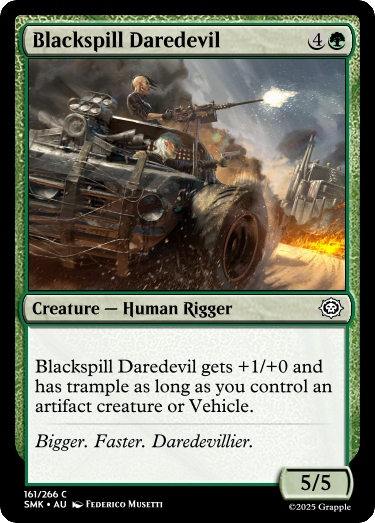 Blackspill Daredevil 4
Creature — Human Rigger
Blackspill Daredevil gets +1/+0 and
has trample as long as you control an
artifact creature or Vehicle.
Bigger. Faster. Daredevillier.
5/5
161/266 C
SMK • AU Federico Musetti
©2025 Grapple